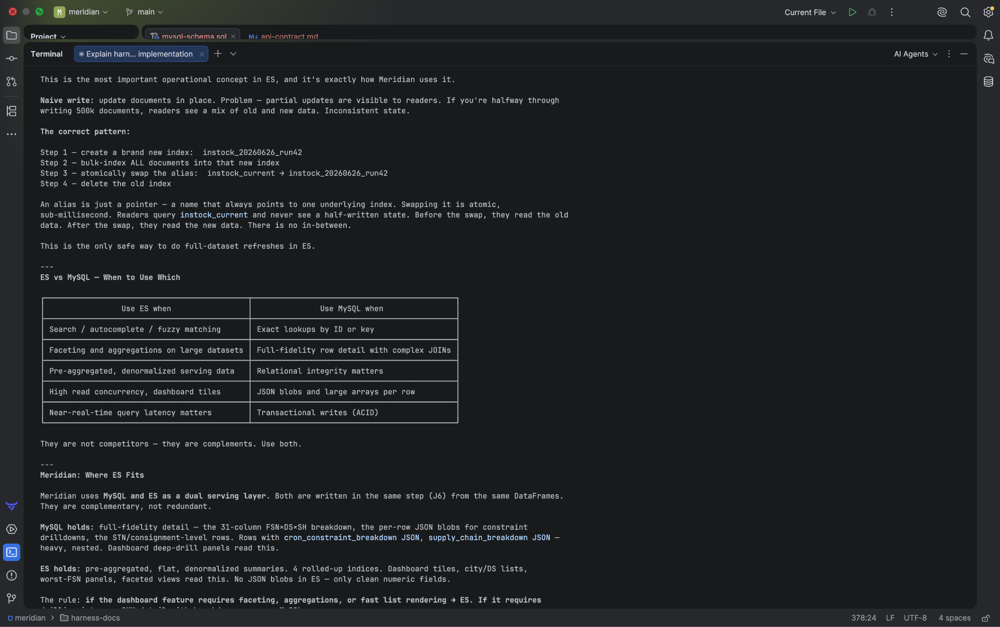 M meridian main Current File
Project mysql-schema.sql M↓ api-contract.md
Terminal ✳ Explain harn... implementation AI Agents
This is the most important operational concept in ES, and it's exactly how Meridian uses it.
Naive write: update documents in place. Problem — partial updates are visible to readers. If you're halfway through
writing 500k documents, readers see a mix of old and new data. Inconsistent state.
The correct pattern:
Step 1 — create a brand new index:  instock_20260626_run42
Step 2 — bulk-index ALL documents into that new index
Step 3 — atomically swap the alias:  instock_current → instock_20260626_run42
Step 4 — delete the old index
An alias is just a pointer — a name that always points to one underlying index. Swapping it is atomic,
sub-millisecond. Readers query instock_current and never see a half-written state. Before the swap, they read the old
data. After the swap, they read the new data. There is no in-between.
This is the only safe way to do full-dataset refreshes in ES.
---
ES vs MySQL — When to Use Which
Use ES when Use MySQL when
Search / autocomplete / fuzzy matching Exact lookups by ID or key
Faceting and aggregations on large datasets Full-fidelity row detail with complex JOINs
Pre-aggregated, denormalized serving data Relational integrity matters
High read concurrency, dashboard tiles JSON blobs and large arrays per row
Near-real-time query latency matters Transactional writes (ACID)
They are not competitors — they are complements. Use both.
---
Meridian: Where ES Fits
Meridian uses MySQL and ES as a dual serving layer. Both are written in the same step (J6) from the same DataFrames.
They are complementary, not redundant.
MySQL holds: full-fidelity detail — the 31-column FSN×DS×SH breakdown, the per-row JSON blobs for constraint
drilldowns, the STN/consignment-level rows. Rows with cron_constraint_breakdown JSON, supply_chain_breakdown JSON —
heavy, nested. Dashboard deep-drill panels read this.
ES holds: pre-aggregated, flat, denormalized summaries. 4 rolled-up indices. Dashboard tiles, city/DS lists,
worst-FSN panels, faceted views read this. No JSON blobs in ES — only clean numeric fields.
The rule: if the dashboard feature requires faceting, aggregations, or fast list rendering → ES. If it requires
meridian > harness-docs 378:24 LF UTF-8 4 spaces